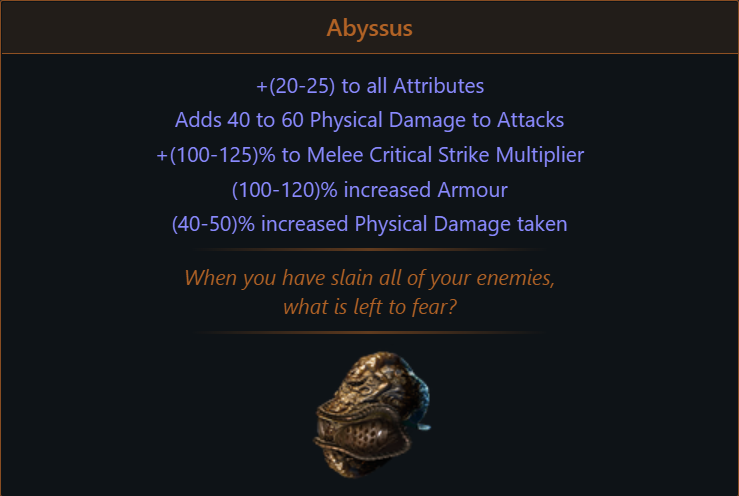 Abyssus
+(20-25) to all Attributes
Adds 40 to 60 Physical Damage to Attacks
+(100-125)% to Melee Critical Strike Multiplier
(100-120)% increased Armour
(40-50)% increased Physical Damage taken
When you have slain all of your enemies,
what is left to fear?